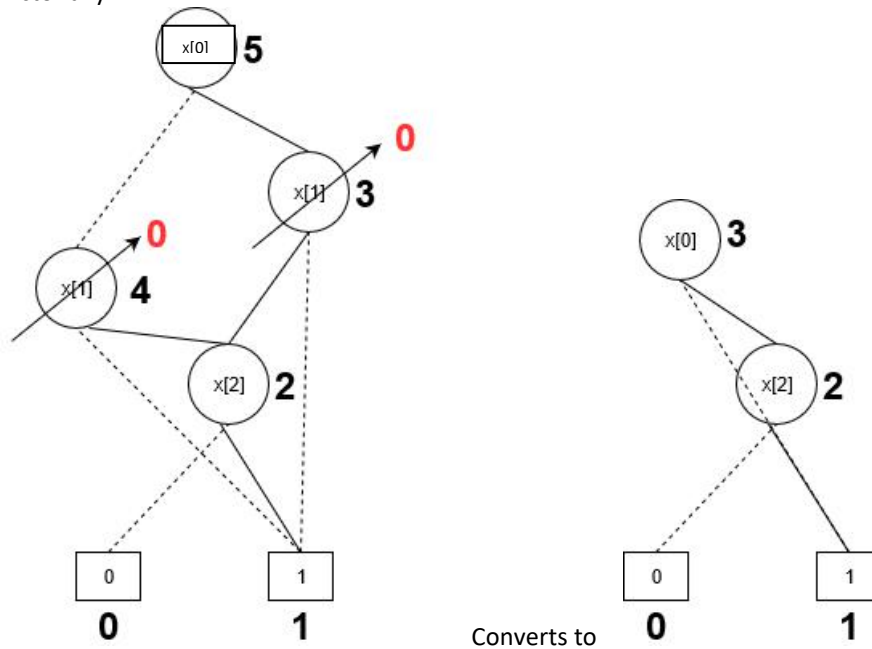 x[0] 5
0
x[1] 3
0
x[1] 4
x[2] 2
0 1
0 1
x[0] 3
x[2] 2
0 1
Converts to 0 1